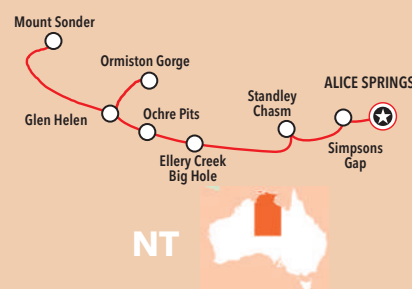 Mount Sonder
Ormiston Gorge
ALICE SPRINGS
Standley
Chasm
Glen Helen
Ochre Pits
Simpsons
Gap
Ellery Creek
Big Hole
NT